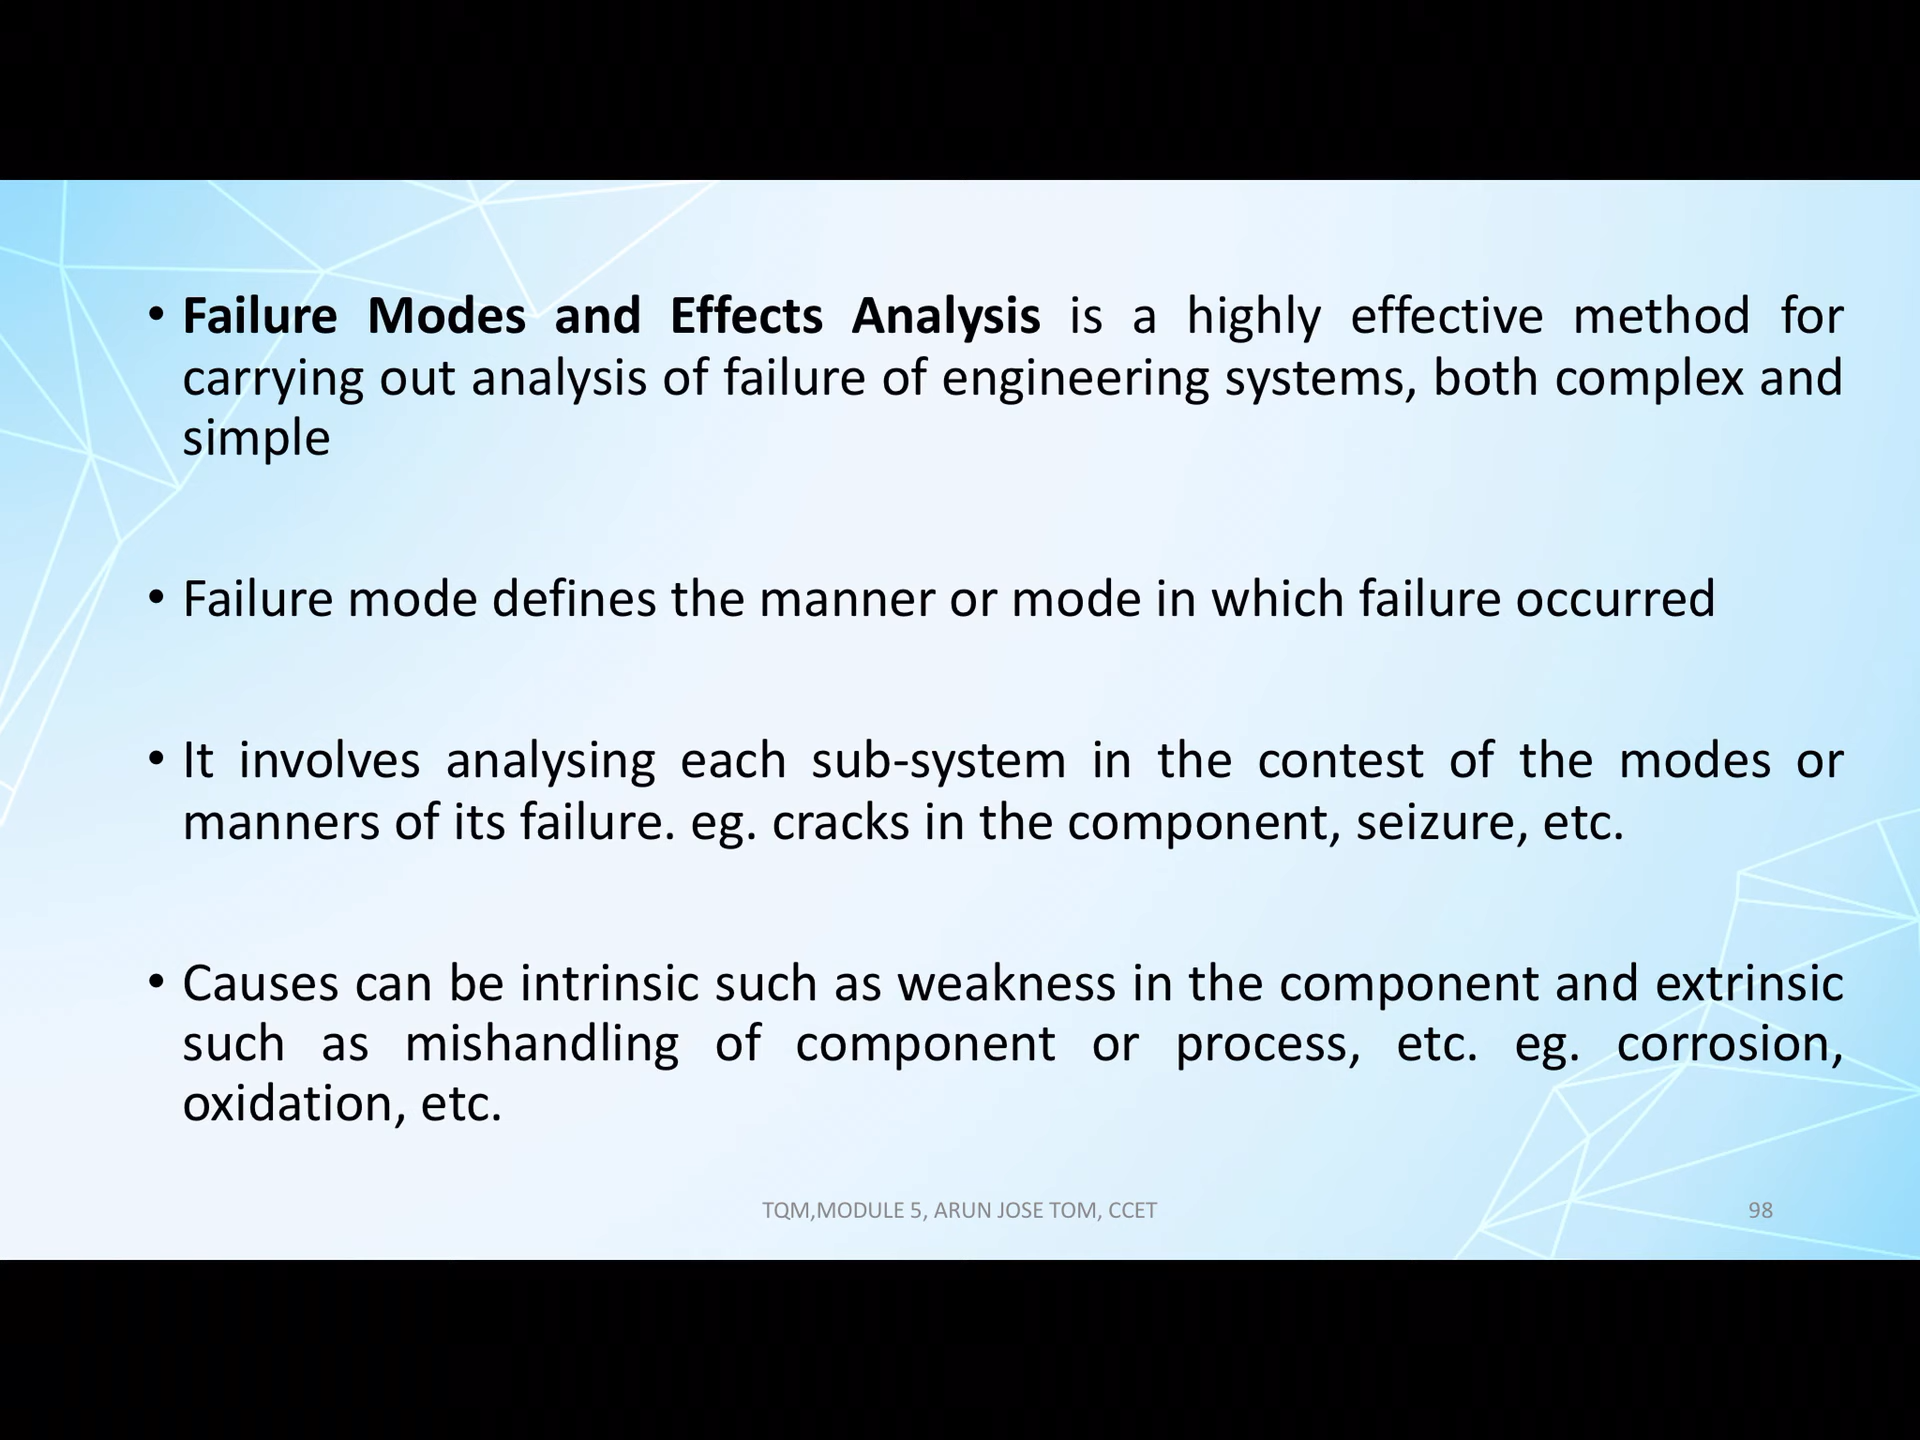 • Failure Modes and Effects Analysis is a highly effective method for
carrying out analysis of failure of engineering systems, both complex and
simple
• Failure mode defines the manner or mode in which failure occurred
• It involves analysing each sub-system in the contest of the modes or
manners of its failure. eg. cracks in the component, seizure, etc.
• Causes can be intrinsic such as weakness in the component and extrinsic
such as mishandling of component or process, etc. eg. corrosion,
oxidation, etc.
TQM,MODULE 5, ARUN JOSE TOM, CCET
98